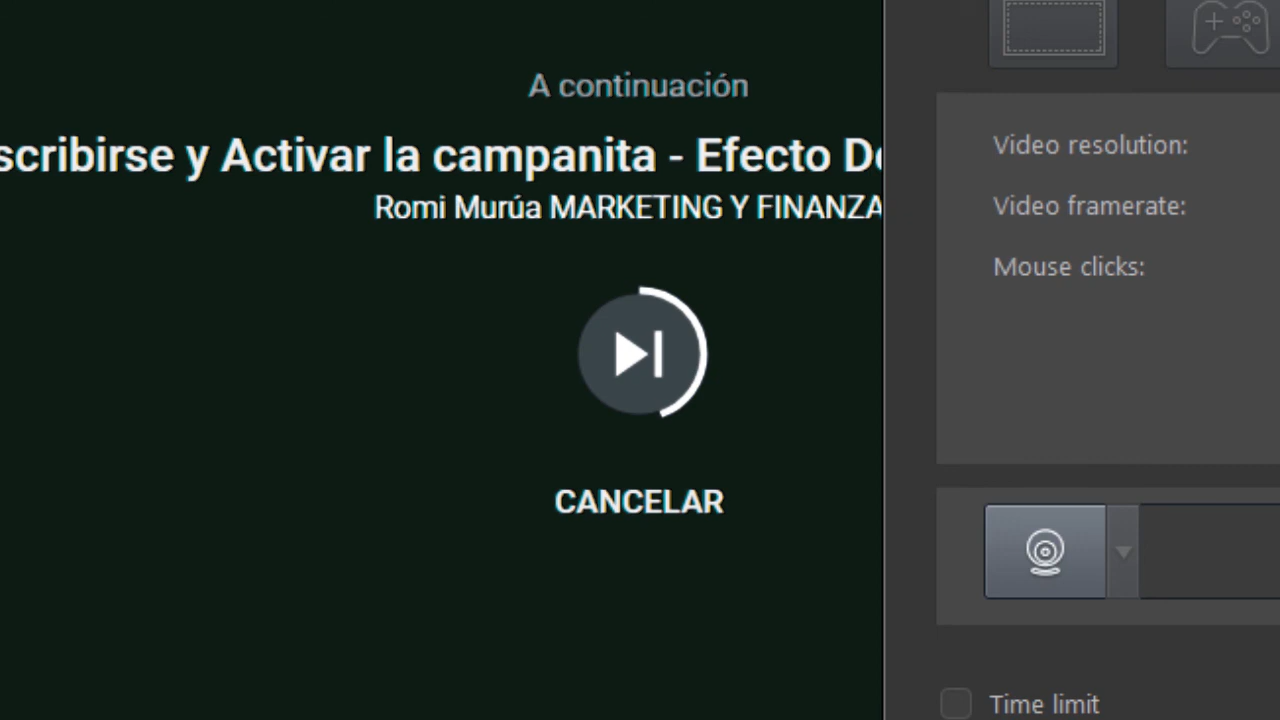 A continuación
scribirse y Activar la campanita - Efecto D
Romi Murúa MARKETING Y FINANZA
CANCELAR
Video resolution:
Video framerate:
Mouse clicks:
Time limit